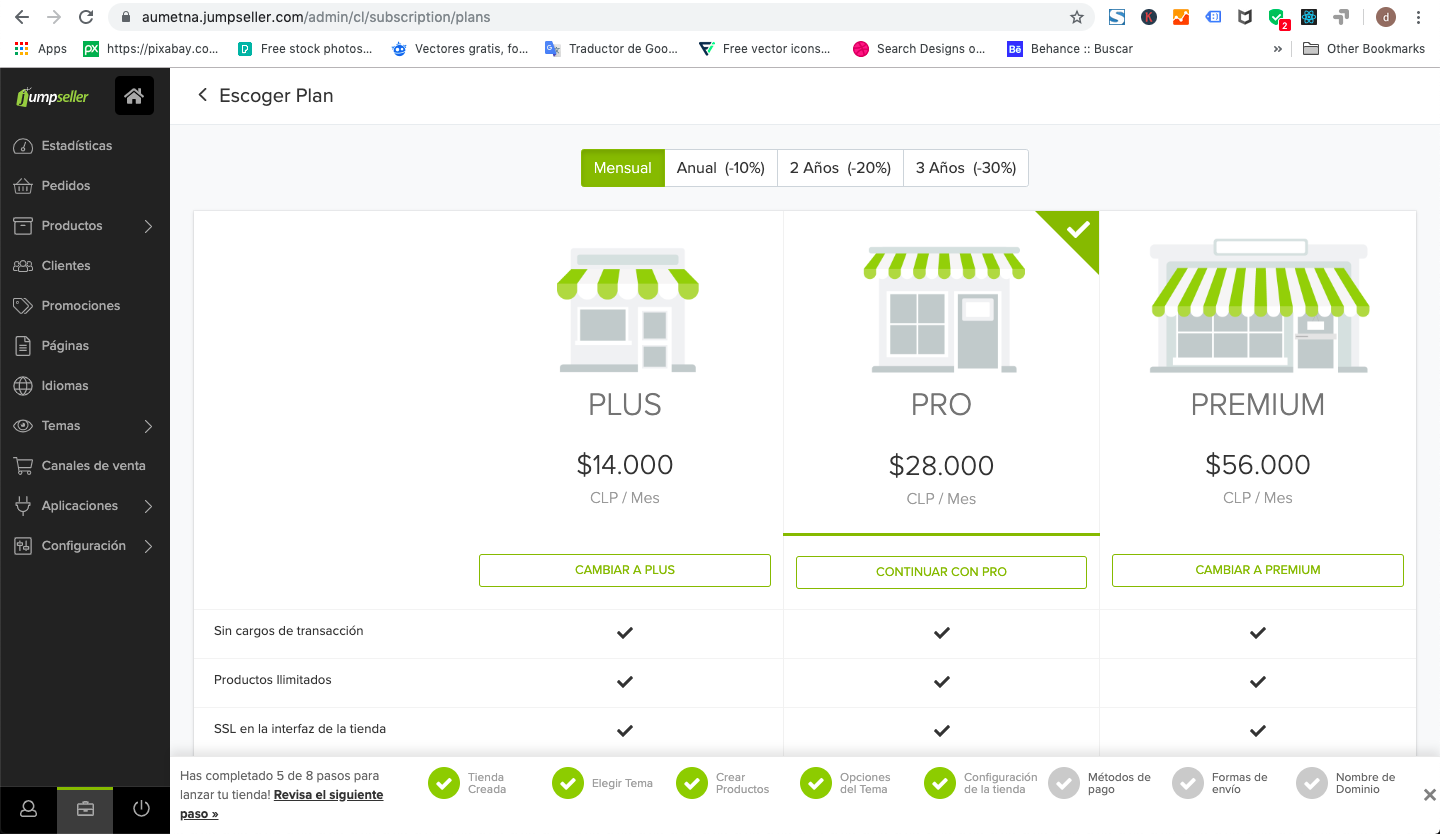 aumetna.jumpseller.com/admin/cl/subscription/plans
K
2
d
Apps
px https://pixabay.co...
Free stock photos...
Vectores gratis, fo...
Traductor de Goo...
Free vector icons...
Search Designs o...
Bē Behance :: Buscar
»
Other Bookmarks
jumpseller
Escoger Plan
Estadísticas
Pedidos
Productos
Clientes
Promociones
Páginas
Idiomas
Temas
Canales de venta
Aplicaciones
Configuración
Mensual
Anual (-10%)
2 Años (-20%)
3 Años (-30%)
PLUS
PRO
PREMIUM
$14.000
$28.000
$56.000
CLP / Mes
CLP / Mes
CLP / Mes
CAMBIAR A PLUS
CONTINUAR CON PRO
CAMBIAR A PREMIUM
Sin cargos de transacción
Productos Ilimitados
SSL en la interfaz de la tienda
Has completado 5 de 8 pasos para
lanzar tu tienda! Revisa el siguiente
paso »
Tienda
Creada
Elegir Tema
Crear
Productos
Opciones
del Tema
Configuración
de la tienda
Métodos de
pago
Formas de
envío
Nombre de
Dominio